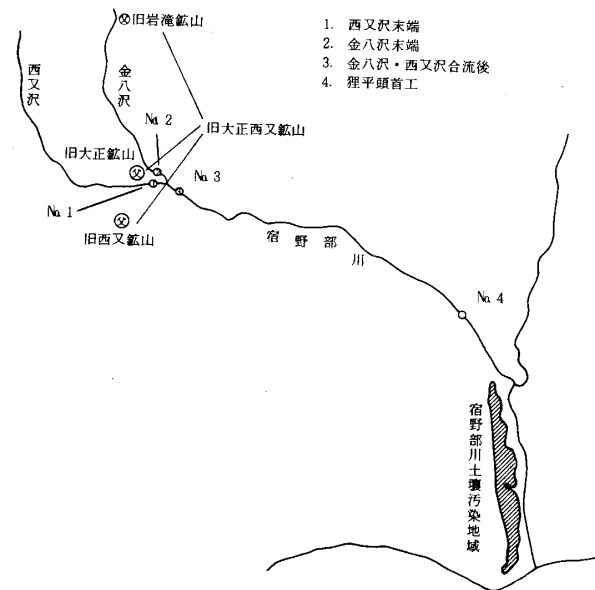 旧岩滝鉱山
1. 西又沢末端
2. 金八沢末端
3. 金八沢・西又沢合流後
4. 狸平頭首工
西又沢
金八沢
No. 2
旧大正西又鉱山
旧大正鉱山
No. 3
No. 1
旧西又鉱山
宿野部川
No. 4
宿野部川土壌汚染地域